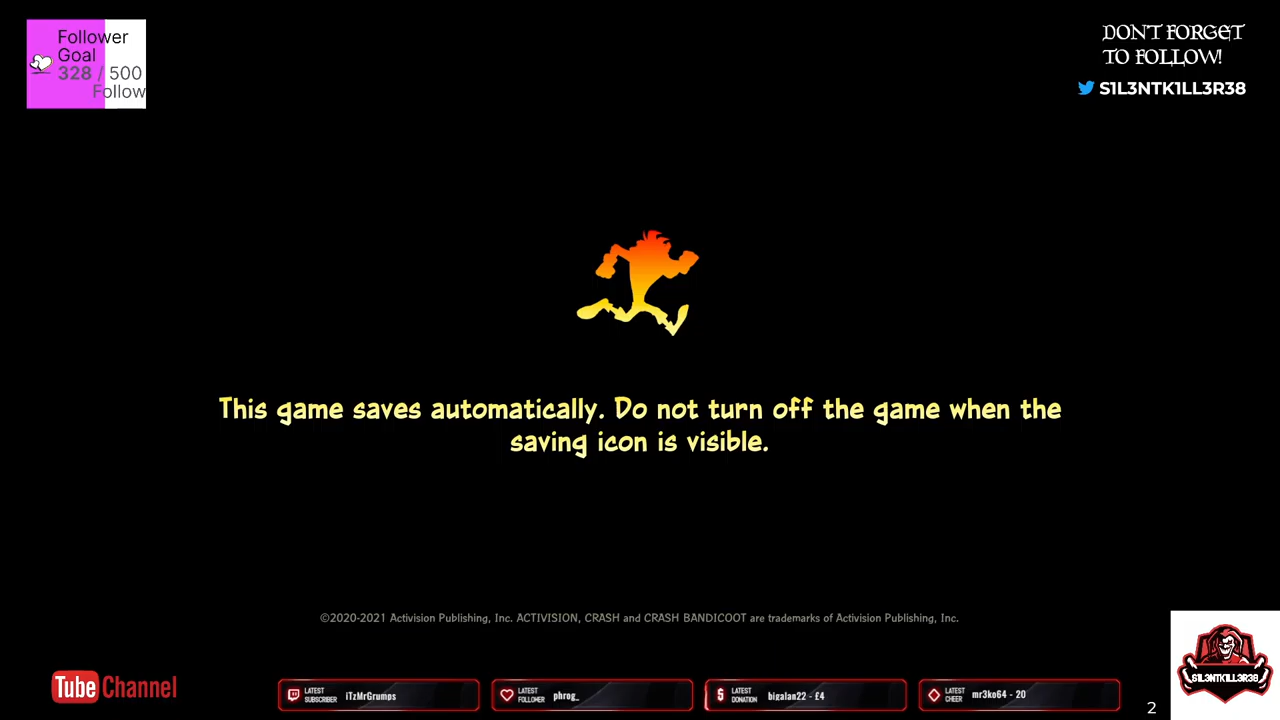 Follower
Goal
328 / 500
Follow
DONT FORGET
TO FOLLOW!
S1L3NTK1LL3R38
This game saves automatically. Do not turn off the game when the
saving icon is visible.
©2020-2021 Activision Publishing, Inc. ACTIVISION, CRASH and CRASH BANDICOOT are trademarks of Activision Publishing, Inc.
YouTube Channel
LATEST
SUBSCRIBER
iTzMrGrumps
LATEST
FOLLOWER
phrog_
LATEST
DONATION
bigalan22 - £4
LATEST
CHEER
mr3ko64 - 20
2
S1L3NTK1LL3R38